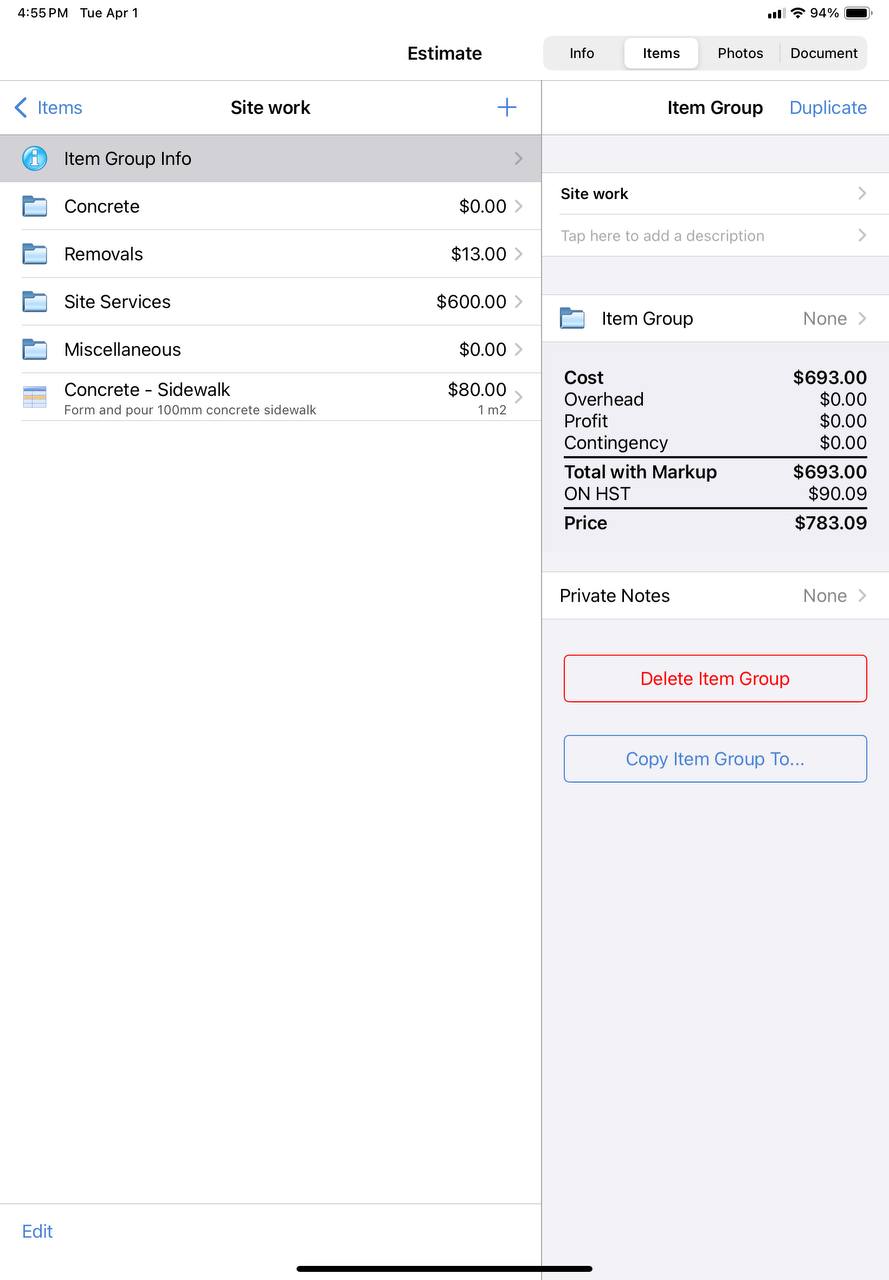 4:55 PM Tue Apr 1
94%
Estimate
Info
Items
Photos
Document
Items
Site work
Item Group
Duplicate
Item Group Info
Concrete $0.00
Removals $13.00
Site Services $600.00
Miscellaneous $0.00
Concrete - Sidewalk $80.00
Form and pour 100mm concrete sidewalk 1 m2
Edit
Site work
Tap here to add a description
Item Group None
Cost $693.00
Overhead $0.00
Profit $0.00
Contingency $0.00
Total with Markup $693.00
ON HST $90.09
Price $783.09
Private Notes None
Delete Item Group
Copy Item Group To...